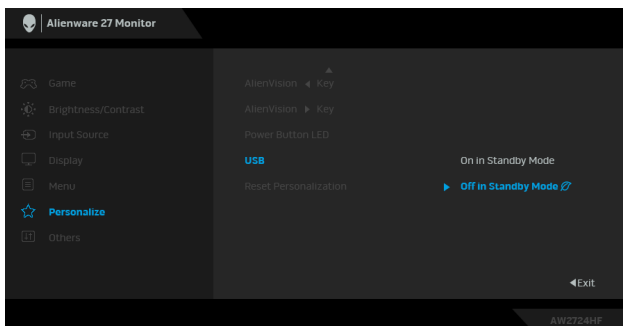 Alienware 27 Monitor
Game
AlienVision ◀ Key
Brightness/Contrast
AlienVision ▶ Key
Input Source
Power Button LED
Display
USB
On in Standby Mode
Menu
Reset Personalization
Off in Standby Mode
Personalize
Others
Exit
AW2724HF